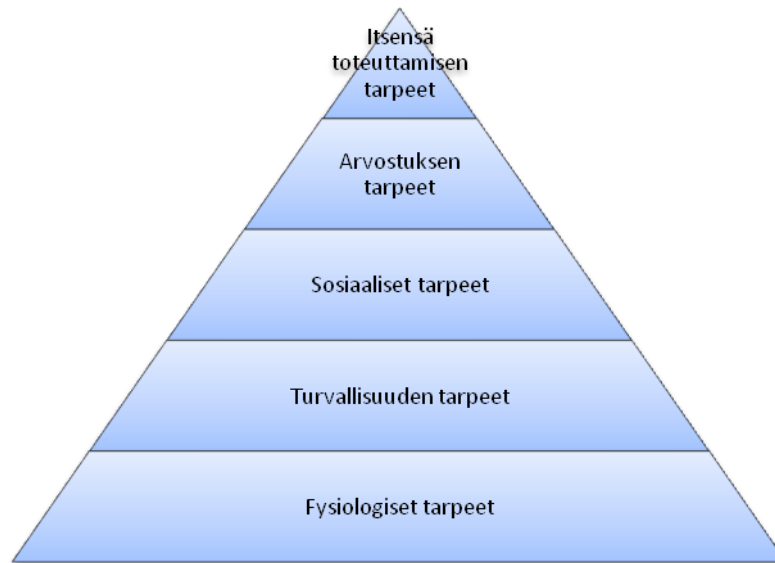 Itsensä
toteuttamisen
tarpeet
Arvostuksen
tarpeet
Sosiaaliset tarpeet
Turvallisuuden tarpeet
Fysiologiset tarpeet